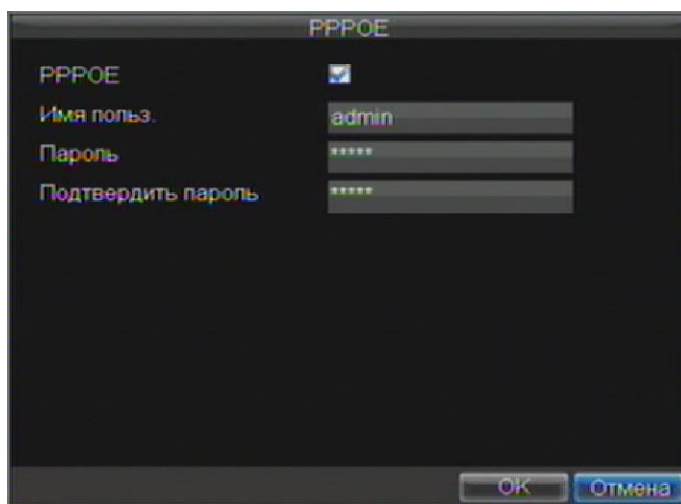 PPPOE
PPPOE
Имя польз. admin
Пароль *****
Подтвердить пароль *****
OK Отмена